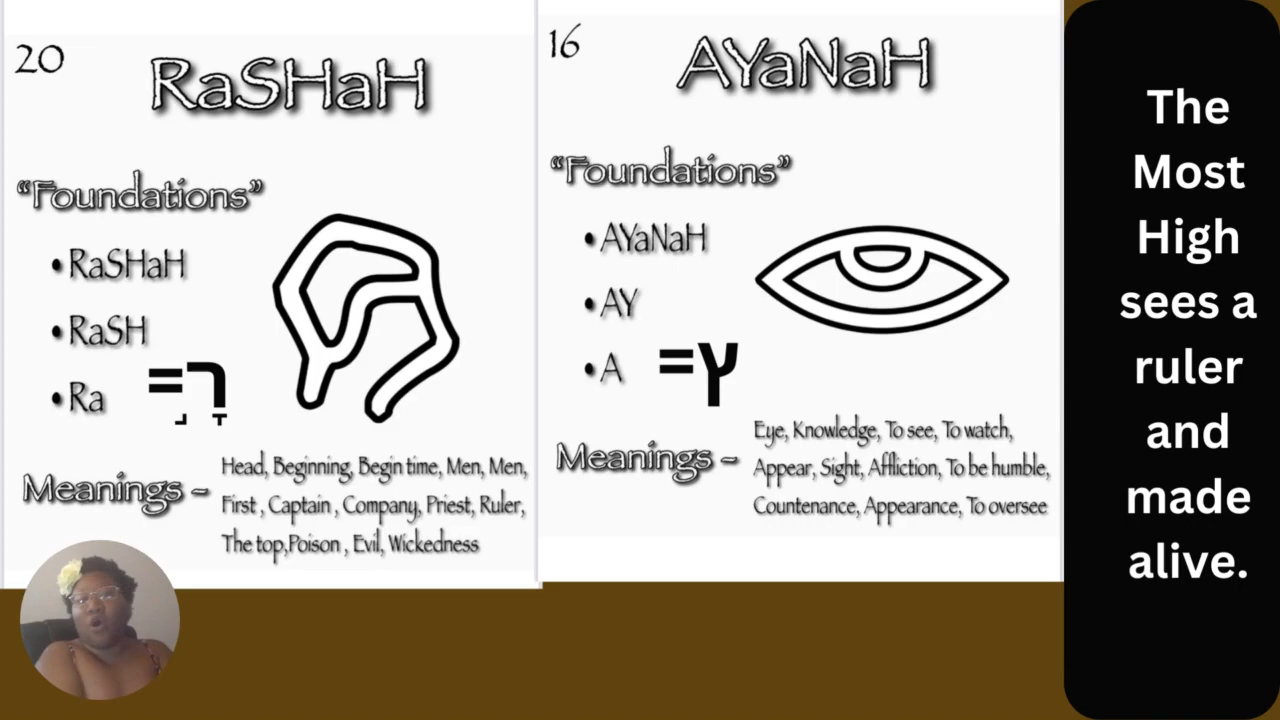 20
RaSHaH
"Foundations"
• RaSHaH
• RaSH
• Ra
=רָ
Meanings ~
Head, Beginning, Begin time, Men, Men,
First , Captain , Company, Priest, Ruler,
The top,Poison , Evil, Wickedness
16
AYaNaH
"Foundations"
• AYaNaH
• AY
• A
=ץ
Meanings ~
Eye, Knowledge, To see, To watch,
Appear, Sight, Affliction, To be humble,
Countenance, Appearance, To oversee
The
Most
High
sees a
ruler
and
made
alive.